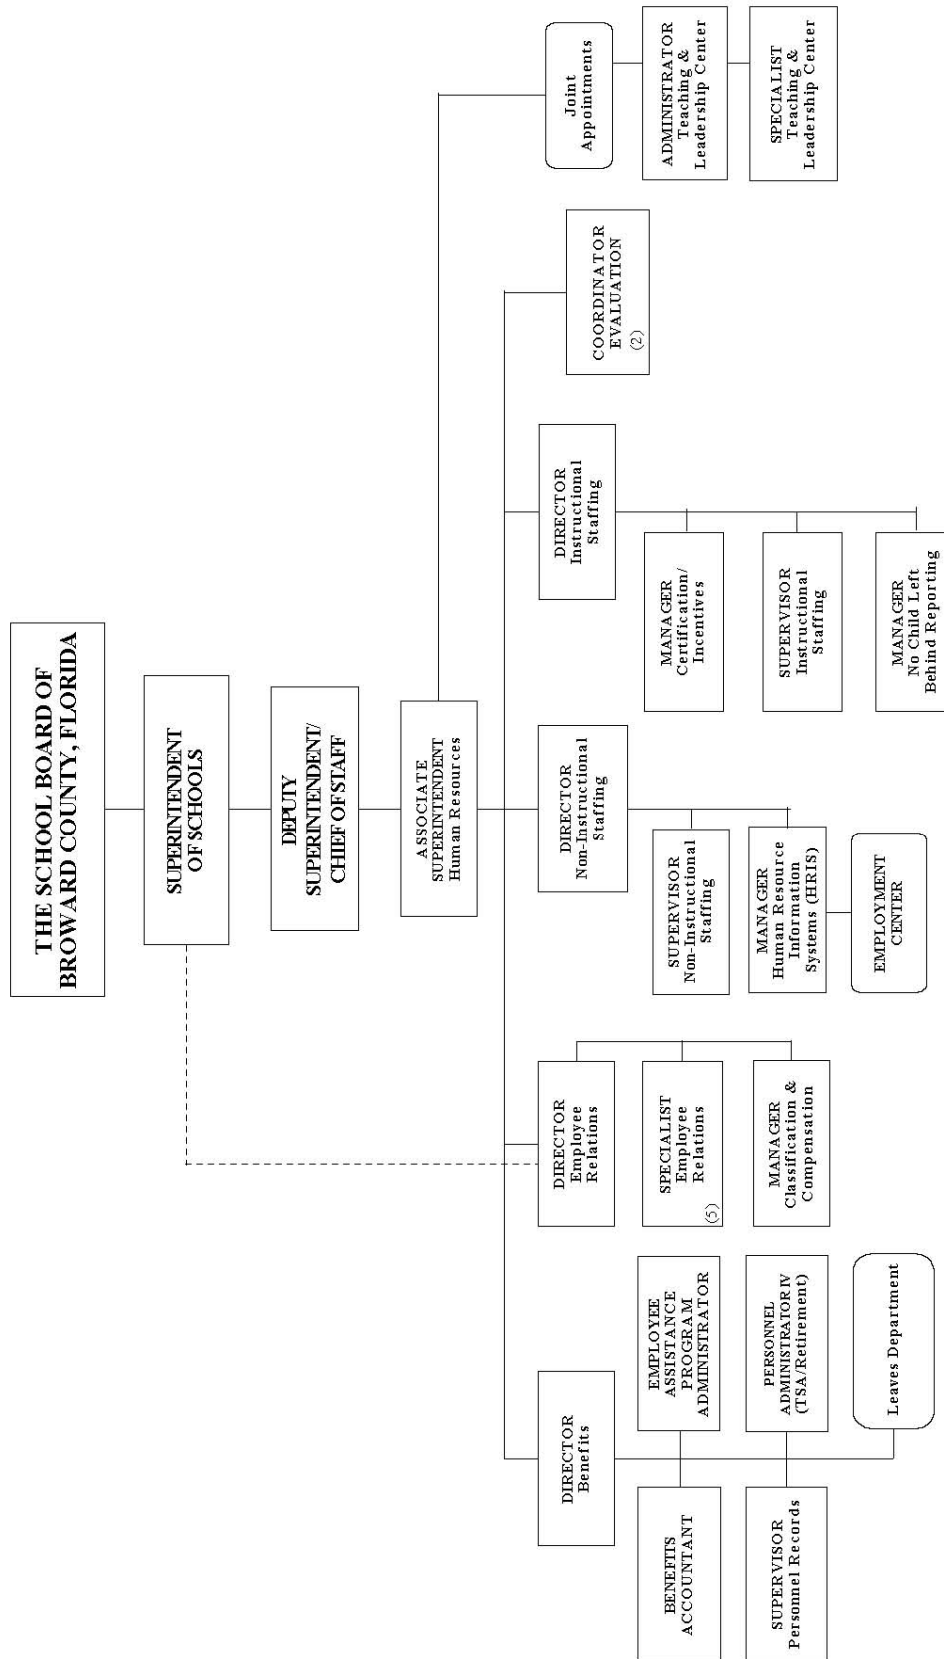 THE SCHOOL BOARD OF
BROWARD COUNTY, FLORIDA
SUPERINTENDENT
OF SCHOOLS
DEPUTY
SUPERINTENDENT/
CHIEF OF STAFF
ASSOCIATE
SUPERINTENDENT
Human Resources
DIRECTOR
Benefits
BENEFITS
ACCOUNTANT
EMPLOYEE
ASSISTANCE
PROGRAM
ADMINISTRATOR
SUPERVISOR
Personnel Records
PERSONNEL
ADMINISTRATOR IV
(TSA/Retirement)
Leaves Department
DIRECTOR
Employee
Relations
SPECIALIST
Employee
Relations
(5)
MANAGER
Classification &
Compensation
DIRECTOR
Non-Instructional
Staffing
SUPERVISOR
Non-Instructional
Staffing
MANAGER
Human Resource
Information
Systems (HRIS)
EMPLOYMENT
CENTER
DIRECTOR
Instructional
Staffing
MANAGER
Certification/
Incentives
SUPERVISOR
Instructional
Staffing
MANAGER
No Child Left
Behind Reporting
COORDINATOR
EVALUATION
(2)
Joint
Appointments
ADMINISTRATOR
Teaching &
Leadership Center
SPECIALIST
Teaching &
Leadership Center